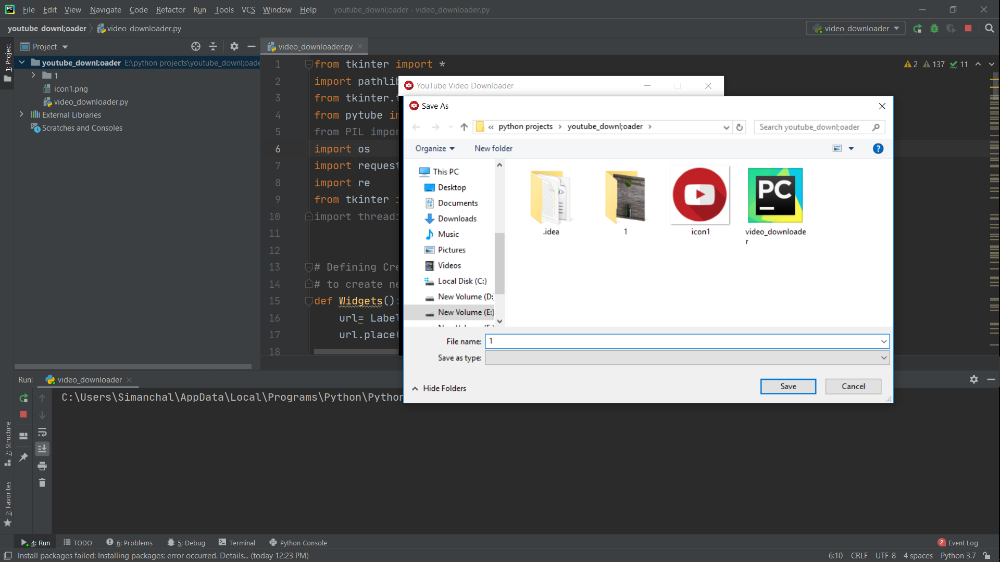 PC File Edit View Navigate Code Refactor Run Tools VCS Window Help youtube_downl;oader - video_downloader.py
youtube_downl;oader video_downloader.py video_downloader
1: Project
Project
video_downloader.py
youtube_downl;oader E:\python projects\youtube_downl;oade
1
icon1.png
video_downloader.py
External Libraries
Scratches and Consoles
2 137 11
1 from tkinter import *
2 import pathlib
3 from tkinter.
4 from pytube im
5 from PIL impor
6 import os
7 import request
8 import re
9 from tkinter
10 import threadi
11
12
13 # Defining Cre
14 # to create ne
15 def Widgets():
16 url= Label
17 url.place(
18
YouTube Video Downloader
Save As
« python projects › youtube_downl;oader ›
Search youtube_downl;oader
Organize New folder
This PC
Desktop
Documents
Downloads
Music
Pictures
Videos
Local Disk (C:)
New Volume (D:
New Volume (E:)
.idea
1
icon1
PC
video_downloade
r
File name: 1
Save as type:
Hide Folders
Save
Cancel
Run: video_downloader
C:\Users\Simanchal\AppData\Local\Programs\Python\Python
7: Structure
2: Favorites
4: Run TODO 6: Problems 5: Debug Terminal Python Console 2 Event Log
Install packages failed: Installing packages: error occurred. Details... (today 12:23 PM) 6:10 CRLF UTF-8 4 spaces Python 3.7